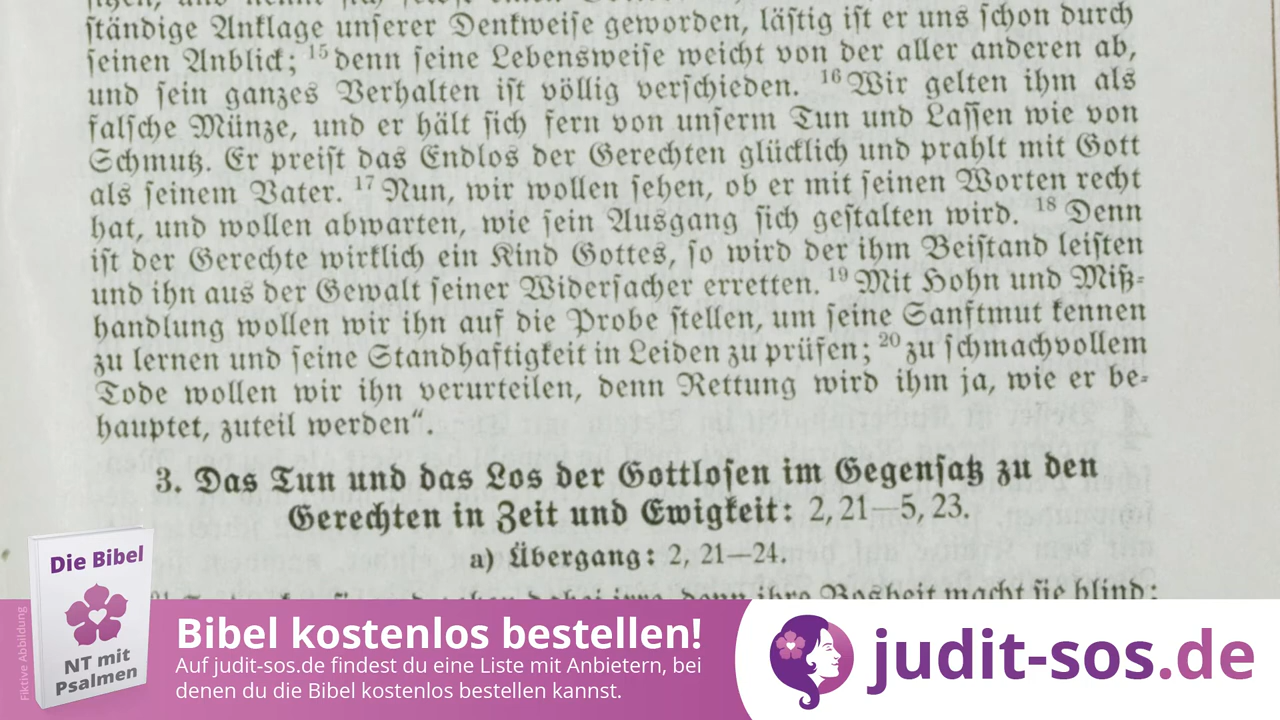 ständige Anklage unserer Denkweise geworden, lästig ist er uns schon durch
seinen Anblick; 15 denn seine Lebensweise weicht von der aller anderen ab,
und sein ganzes Verhalten ist völlig verschieden. 16 Wir gelten ihm als
falsche Münze, und er hält sich fern von unserm Tun und Lassen wie von
Schmutz. Er preist das Endlos der Gerechten glücklich und prahlt mit Gott
als seinem Vater. 17 Nun, wir wollen sehen, ob er mit seinen Worten recht
hat, und wollen abwarten, wie sein Ausgang sich gestalten wird. 18 Denn
ist der Gerechte wirklich ein Kind Gottes, so wird der ihm Beistand leisten
und ihn aus der Gewalt seiner Widersacher erretten. 19 Mit Hohn und Miß-
handlung wollen wir ihn auf die Probe stellen, um seine Sanftmut kennen
zu lernen und seine Standhaftigkeit in Leiden zu prüfen; 20 zu schmachvollem
Tode wollen wir ihn verurteilen, denn Rettung wird ihm ja, wie er be-
hauptet, zuteil werden“.
3. Das Tun und das Los der Gottlosen im Gegensatz zu den
Gerechten in Zeit und Ewigkeit: 2, 21—5, 23.
a) Übergang: 2, 21—24.
denn ihre Bosheit macht sie blind;
Die Bibel
NT mit
Psalmen
Fiktive Abbildung
Bibel kostenlos bestellen!
Auf judit-sos.de findest du eine Liste mit Anbietern, bei
denen du die Bibel kostenlos bestellen kannst.
judit-sos.de